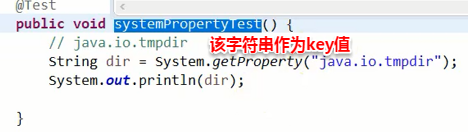 @Test
public void systemPropertyTest() {
// java.io.tmpdir 该字符串作为key值
String dir = System.getProperty("java.io.tmpdir");
System.out.println(dir);
}